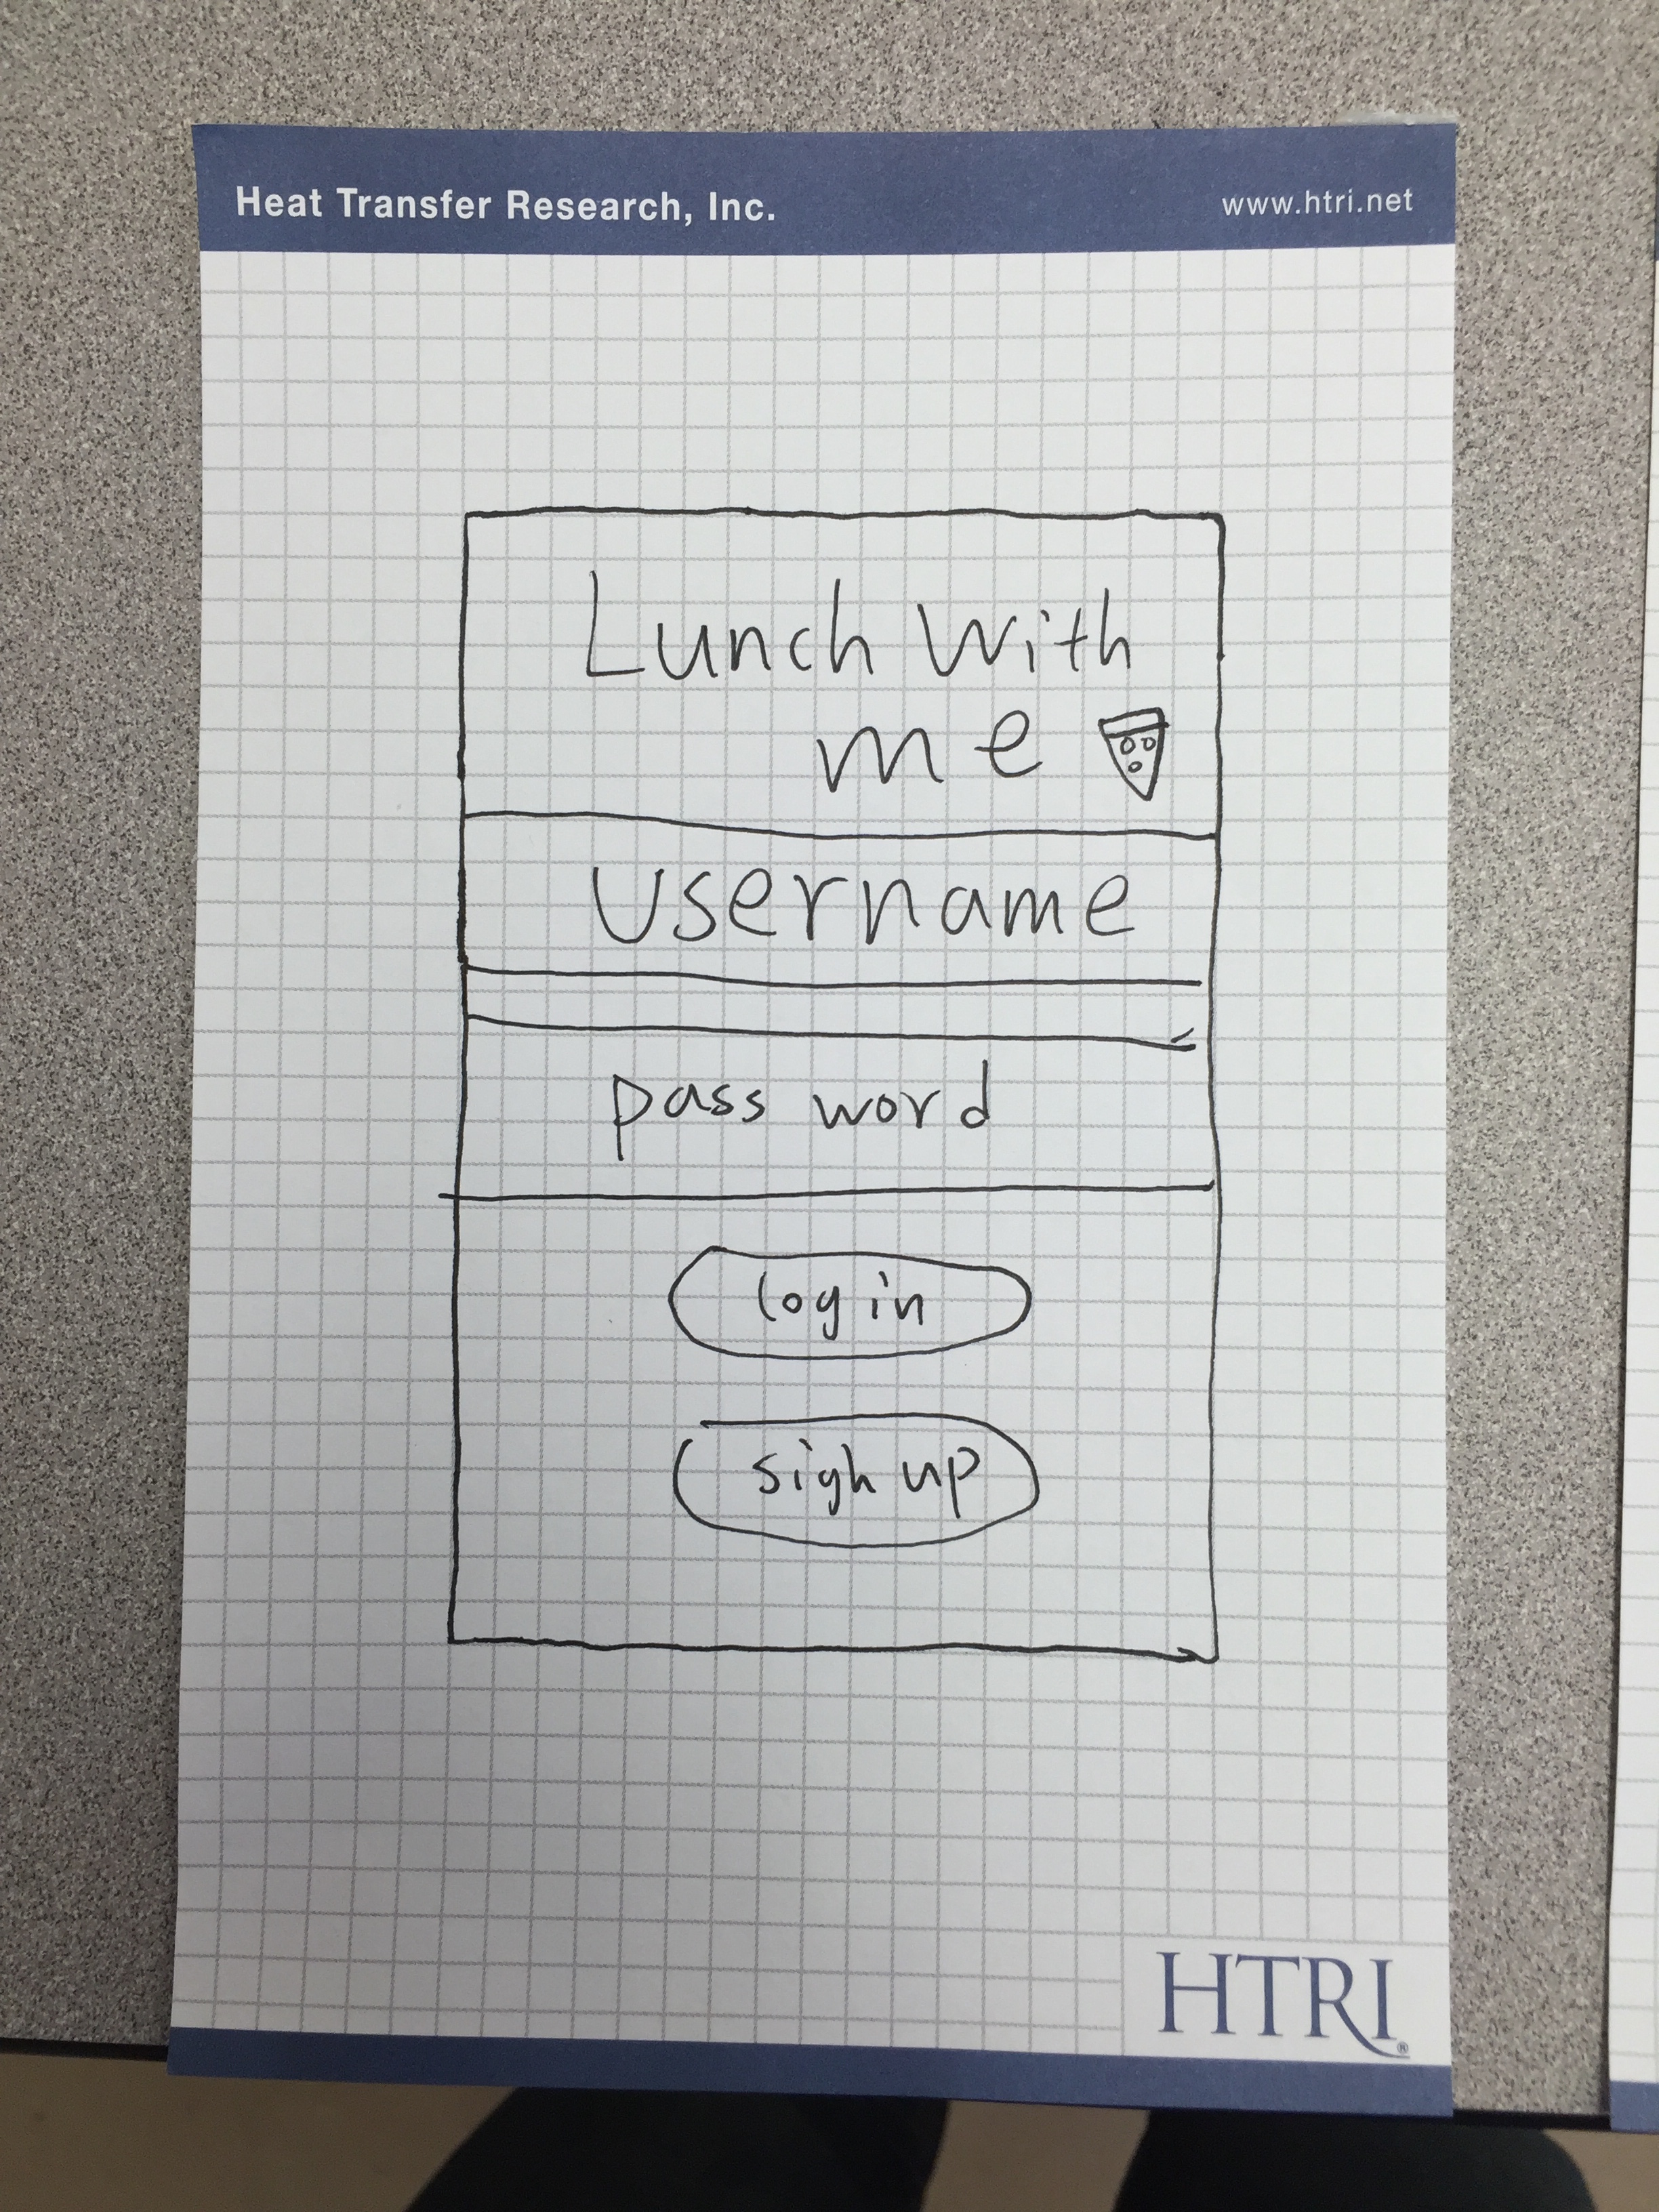 Heat Transfer Research, Inc. www.htri.net
Lunch with
me
Username
pass word
log in
sigh up
HTRI®